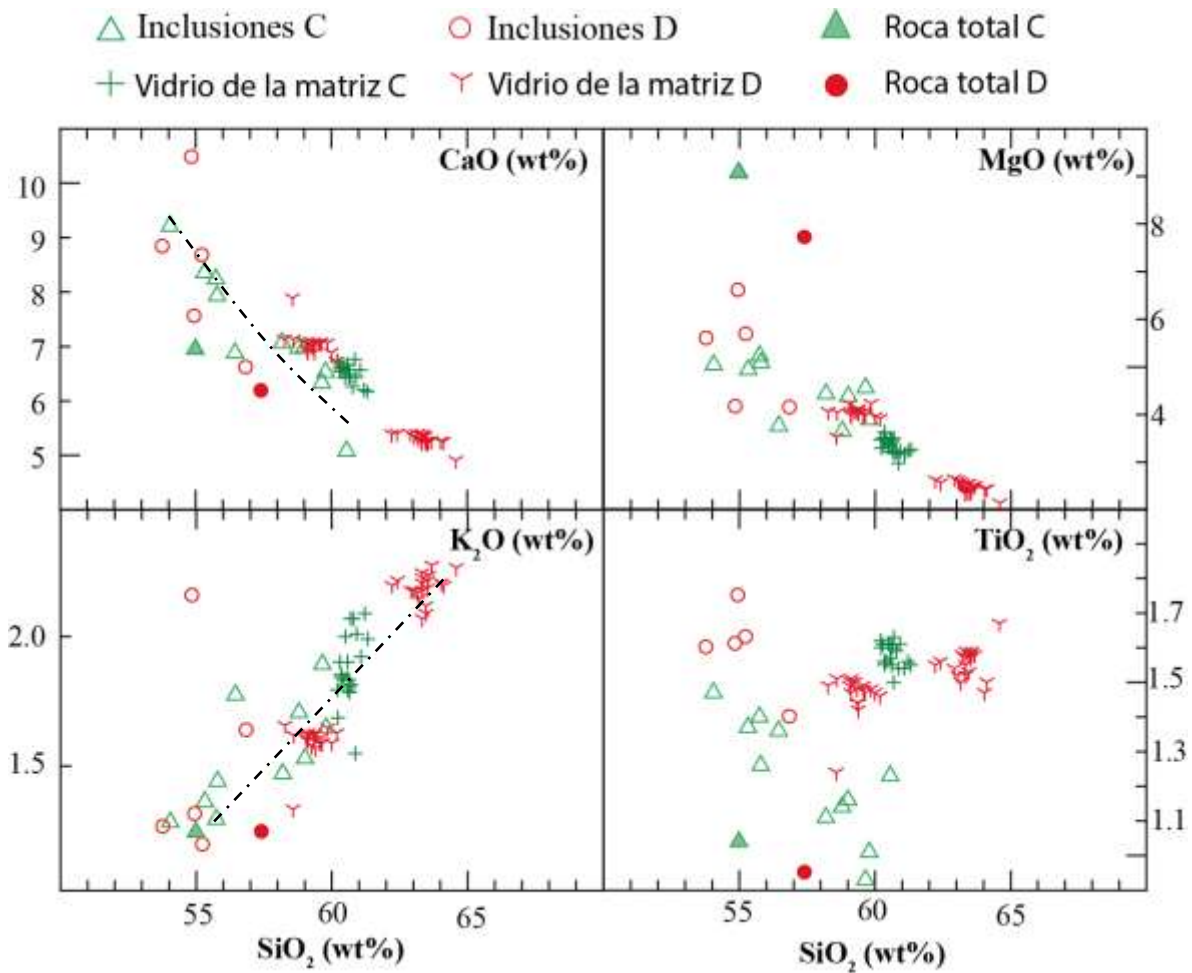 Inclusiones C Inclusiones D Roca total C
Vidrio de la matriz C Vidrio de la matriz D Roca total D
CaO (wt%) MgO (wt%)
10
9
8
7
6
5
8
6
4
K₂O (wt%) TiO₂ (wt%)
2.0
1.5
1.7
1.5
1.3
1.1
55 60 65 55 60 65
SiO₂ (wt%) SiO₂ (wt%)